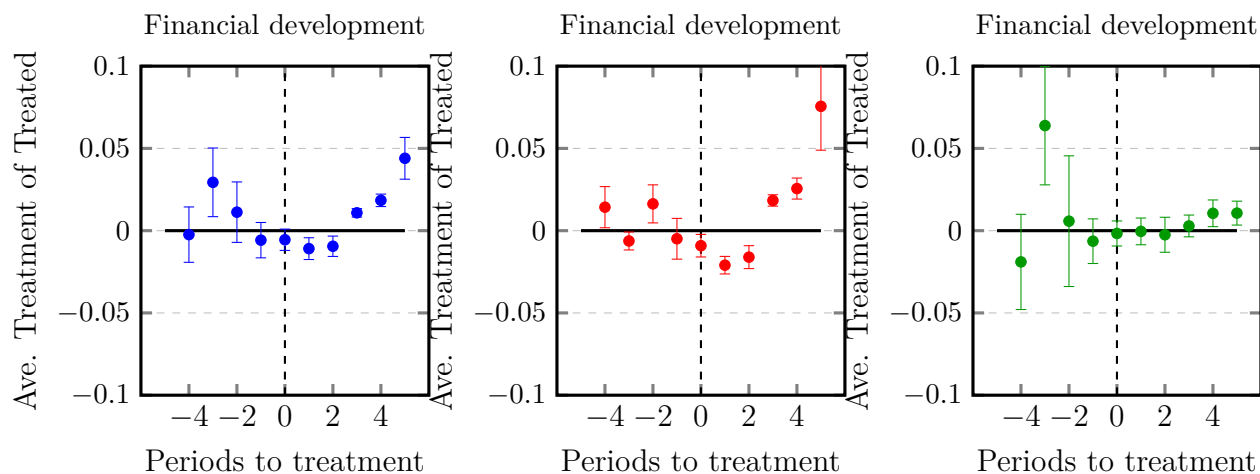 Financial development
Ave. Treatment of Treated
0.1
0.05
0
−0.05
−0.1
−4 −2 0 2 4
Periods to treatment
Financial development
Ave. Treatment of Treated
0.1
0.05
0
−0.05
−0.1
−4 −2 0 2 4
Periods to treatment
Financial development
Ave. Treatment of Treated
0.1
0.05
0
−0.05
−0.1
−4 −2 0 2 4
Periods to treatment